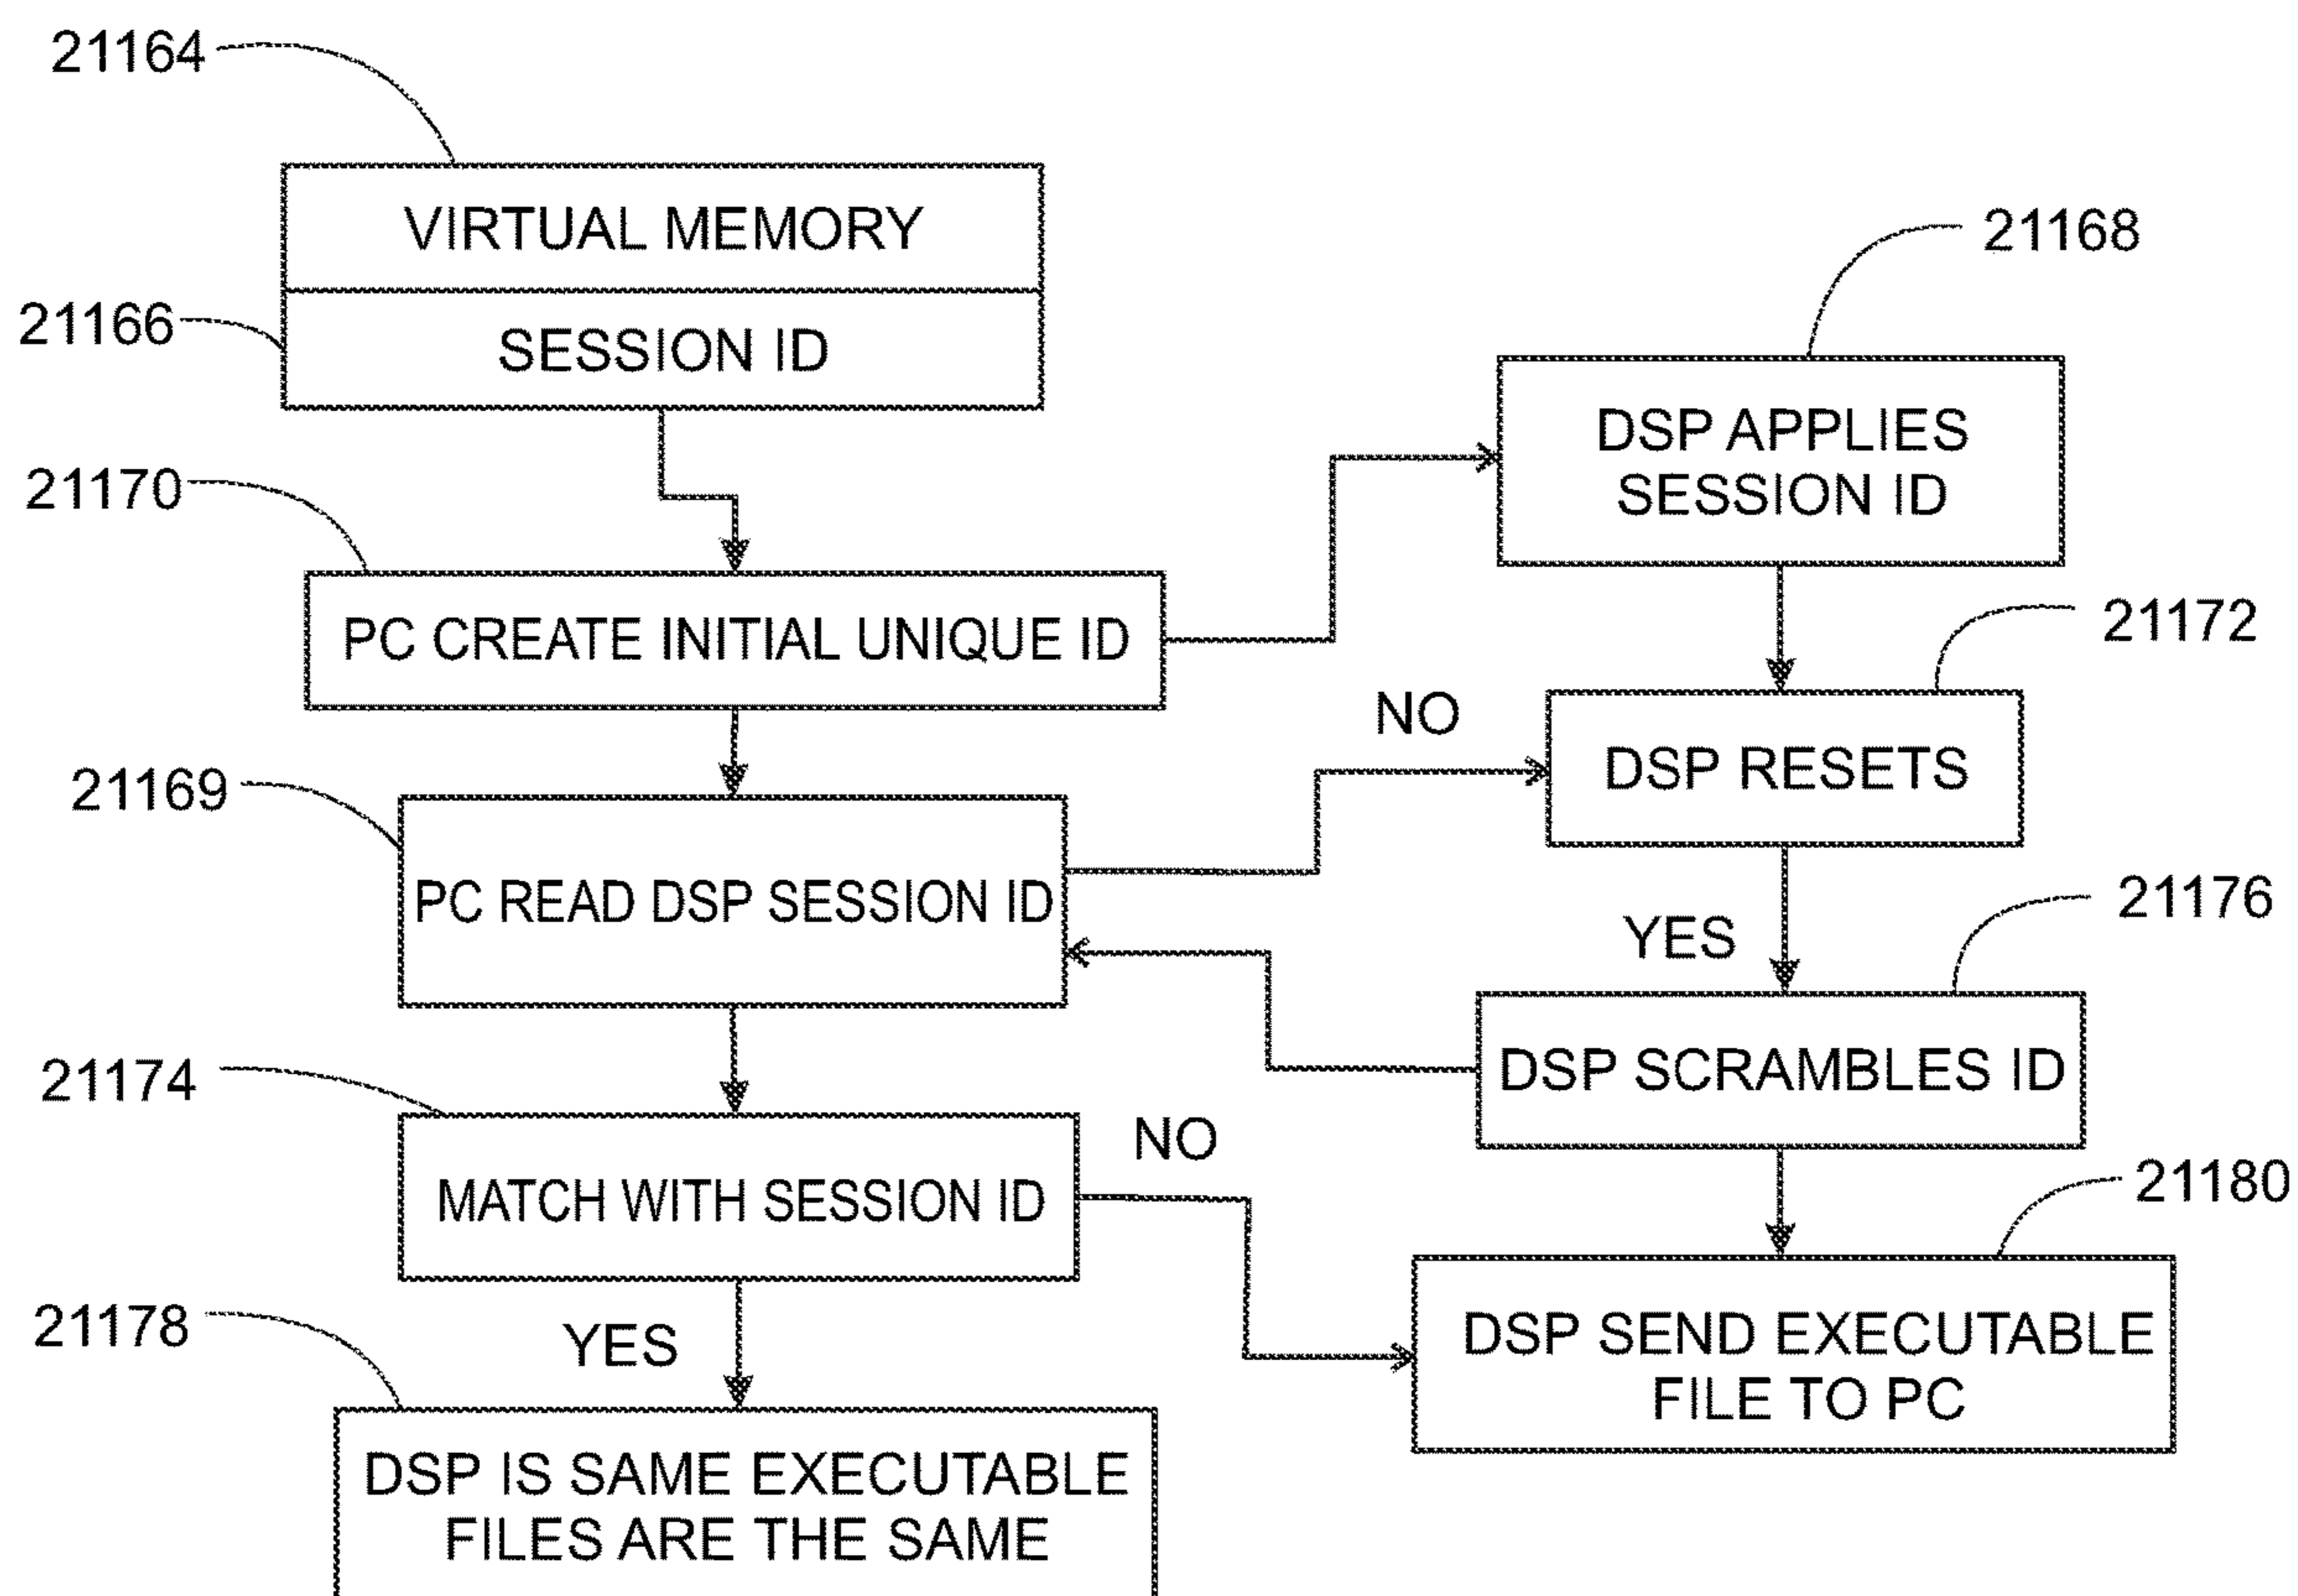 21164
VIRTUAL MEMORY
21168
21166
SESSION ID
DSP APPLIES
SESSION ID
21170
21172
PC CREATE INITIAL UNIQUE ID
NO
DSP RESETS
21169
PC READ DSP SESSION ID
21176
YES
DSP SCRAMBLES ID
21174
NO
MATCH WITH SESSION ID
21180
21178
YES
DSP SEND EXECUTABLE
FILE TO PC
DSP IS SAME EXECUTABLE
FILES ARE THE SAME